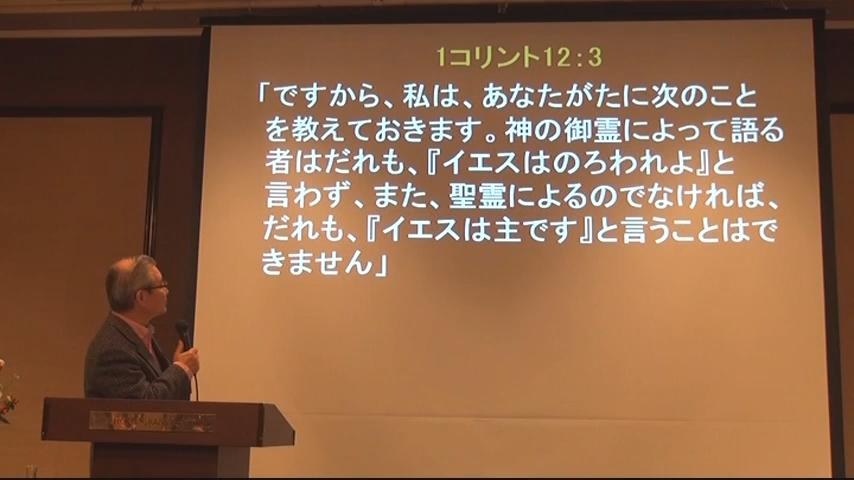 1コリント12:3
「ですから、私は、あなたがたに次のこと
を教えておきます。神の御霊によって語る
者はだれも、『イエスはのろわれよ』と
言わず、また、聖霊によるのでなければ、
だれも、『イエスは主です』と言うことはで
きません」